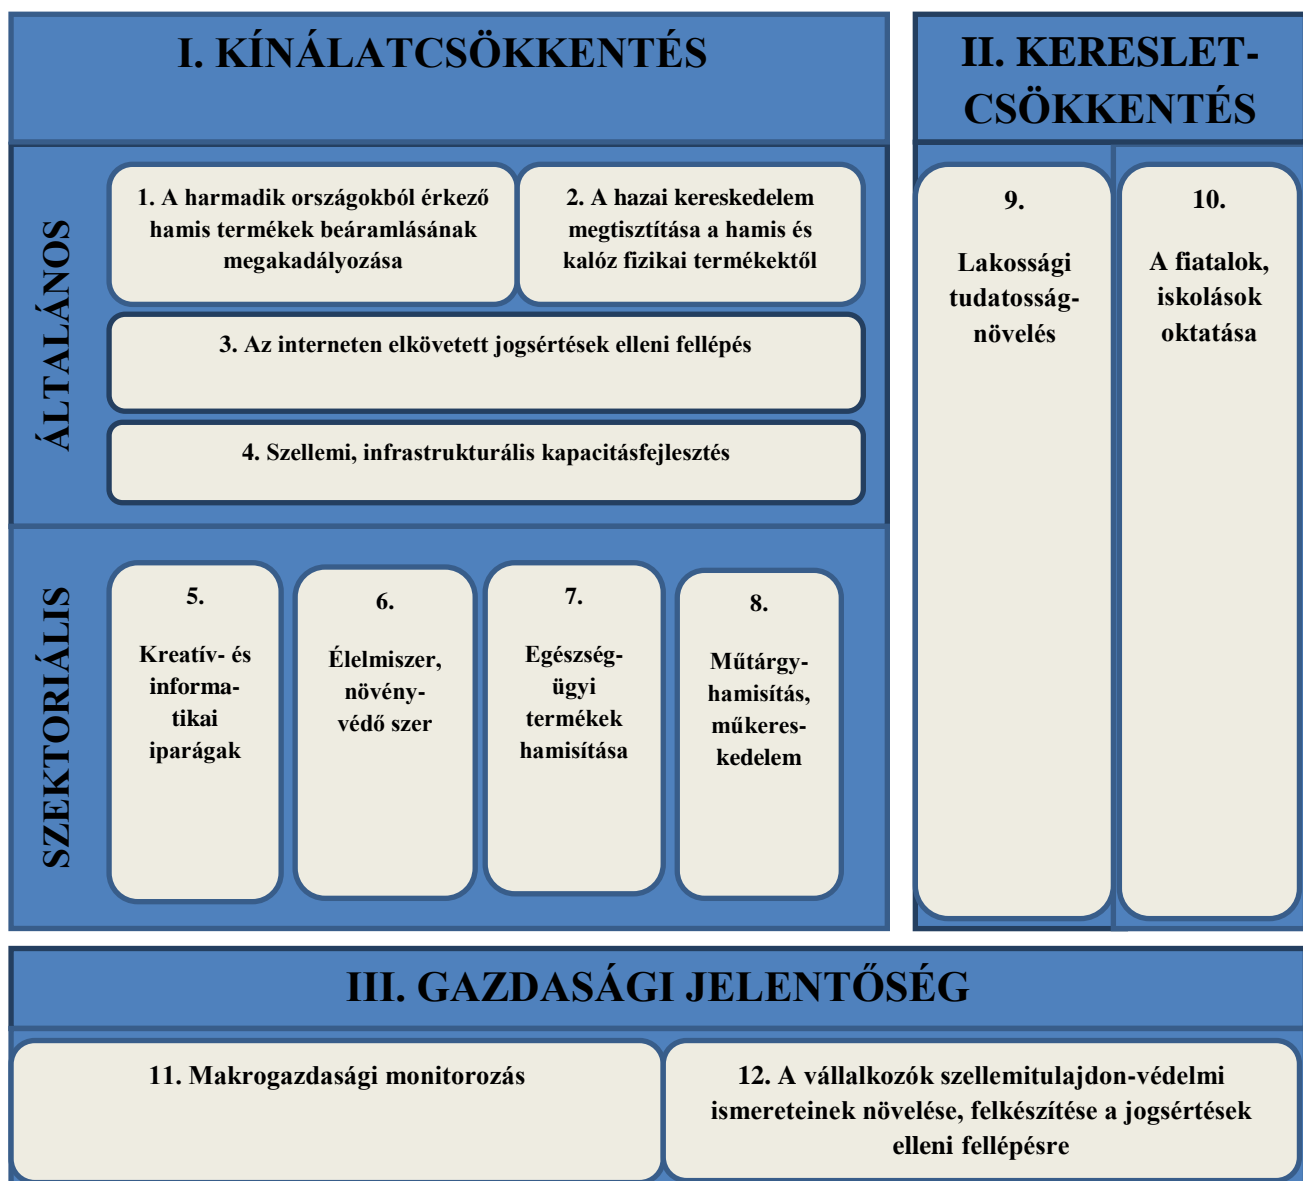 I. KÍNÁLATCSÖKKENTÉS
ÁLTALÁNOS
1. A harmadik országokból érkező
hamis termékek beáramlásának
megakadályozása
2. A hazai kereskedelem
megtisztítása a hamis és
kalóz fizikai termékektől
3. Az interneten elkövetett jogsértések elleni fellépés
4. Szellemi, infrastrukturális kapacitásfejlesztés
SZEKTORIÁLIS
5.
Kreatív- és
informa-
tikai
iparágak
6.
Élelmiszer,
növény-
védő szer
7.
Egészség-
ügyi
termékek
hamisítása
8.
Műtárgy-
hamisítás,
műkeres-
kedelem
II. KERESLET-
CSÖKKENTÉS
9.
Lakossági
tudatosság-
növelés
10.
A fiatalok,
iskolások
oktatása
III. GAZDASÁGI JELENTŐSÉG
11. Makrogazdasági monitorozás
12. A vállalkozók szellemitulajdon-védelmi
ismereteinek növelése, felkészítése a jogsértések
elleni fellépésre